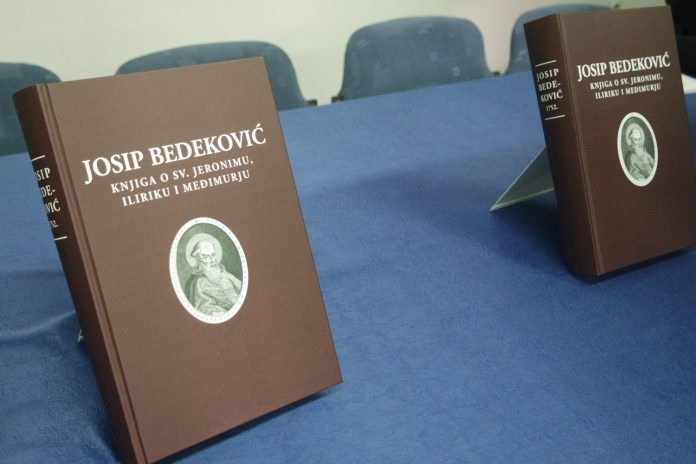 JOSIP BEDEKOVIĆ
KNJIGA O SV. JERONIMU,
ILIRIKU I MEĐIMURJU
JOSIP
BEDE-
KOVIĆ
1752.
JOSIP BEDEKOVIĆ
KNJIGA O SV. JERONIMU,
ILIRIKU I MEĐIMURJU